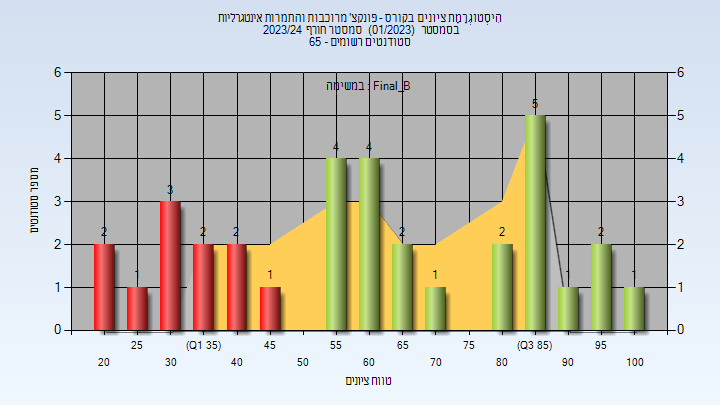 הִיסְטוֹגְרָמַת ציונים בקורס - פונקצ' מרוכבות והתמרות אינטגרליות
בסמסטר (01/2023) סמסטר חורף 2023/24
סטודנטים רשומים - 65
במשימה : Final_B
מספר סטודנטים
6 6
5 5
4 4
3 3
2 2
1 1
0 0
2 1 3 2 2 1 4 4 2 1 2 5 1 2 1
25 (Q1 35) 45 55 65 75 (Q3 85) 95
20 30 40 50 60 70 80 90 100
טווח ציונים